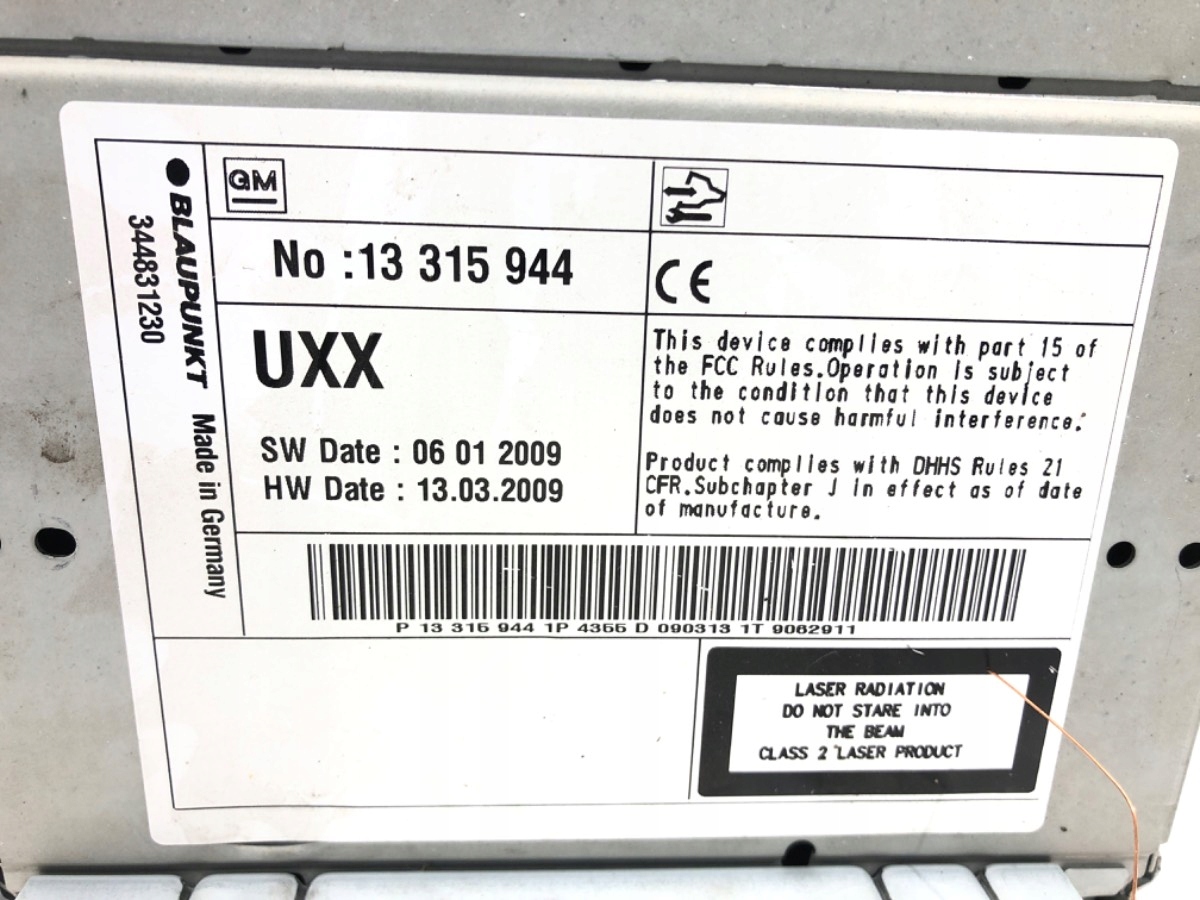 BLAUPUNKT Made in Germany
344831230
GM
No :13 315 944
CE
UXX
SW Date : 06 01 2009
HW Date : 13.03.2009
This device complies with part 15 of
the FCC Rules.Operation is subject
to the condition that this device
does not cause harmful interference.
Product complies with DHHS Rules 21
CFR.Subchapter J in effect as of date
of manufacture.
P 13 315 944 1P 4355 D 090313 1T 9062911
LASER RADIATION
DO NOT STARE INTO
THE BEAM
CLASS 2 LASER PRODUCT